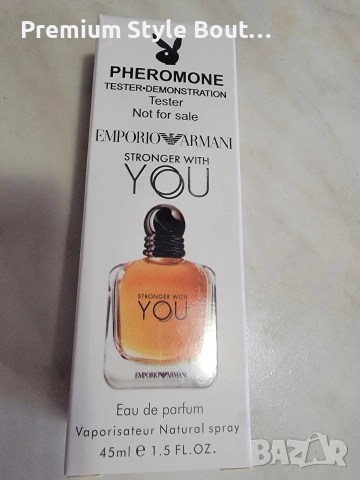 Premium Style Bout...
PHEROMONE
TESTER•DEMONSTRATION
Tester
Not for sale
EMPORIO ARMANI
STRONGER WITH
YOU
STRONGER WITH
YOU
EMPORIO ARMANI
Eau de parfum
Vaporisateur Natural spray
45ml e 1.5 FL.OZ.
bazar